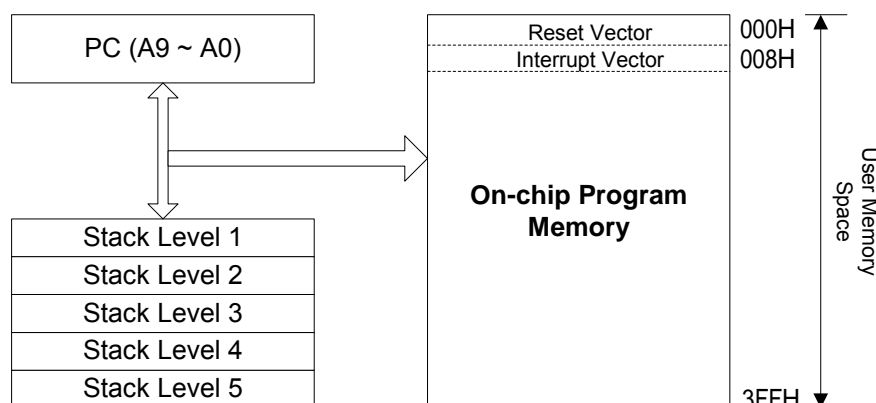 PC (A9 ~ A0)
Stack Level 1
Stack Level 2
Stack Level 3
Stack Level 4
Stack Level 5
Reset Vector
Interrupt Vector
On-chip Program
Memory
000H
008H
3FFH
User Memory
Space